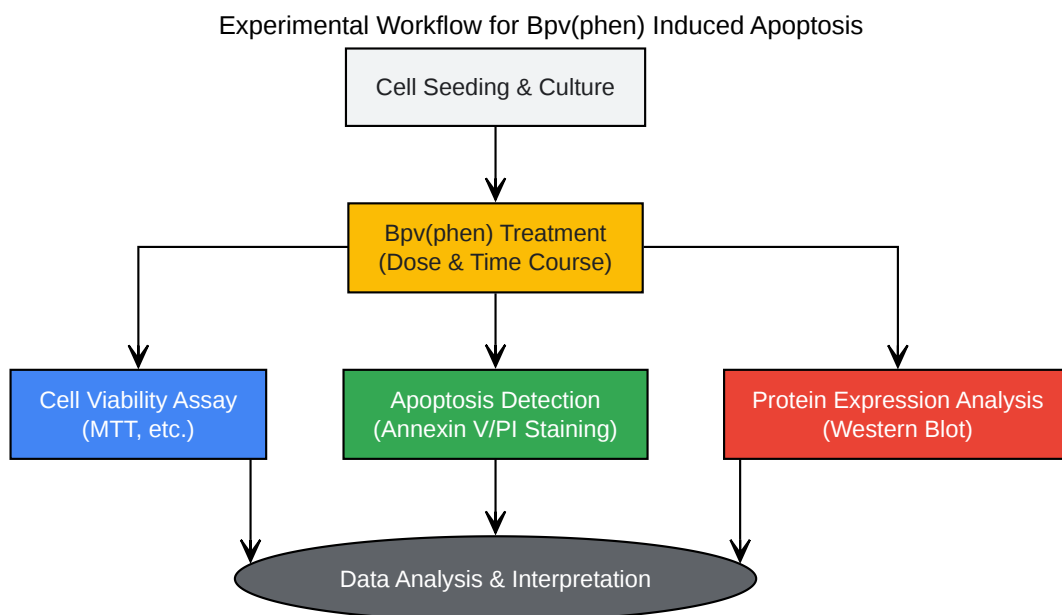 Experimental Workflow for Bpv(phen) Induced Apoptosis
Cell Seeding & Culture
Bpv(phen) Treatment
(Dose & Time Course)
Cell Viability Assay
(MTT, etc.)
Apoptosis Detection
(Annexin V/PI Staining)
Protein Expression Analysis
(Western Blot)
Data Analysis & Interpretation